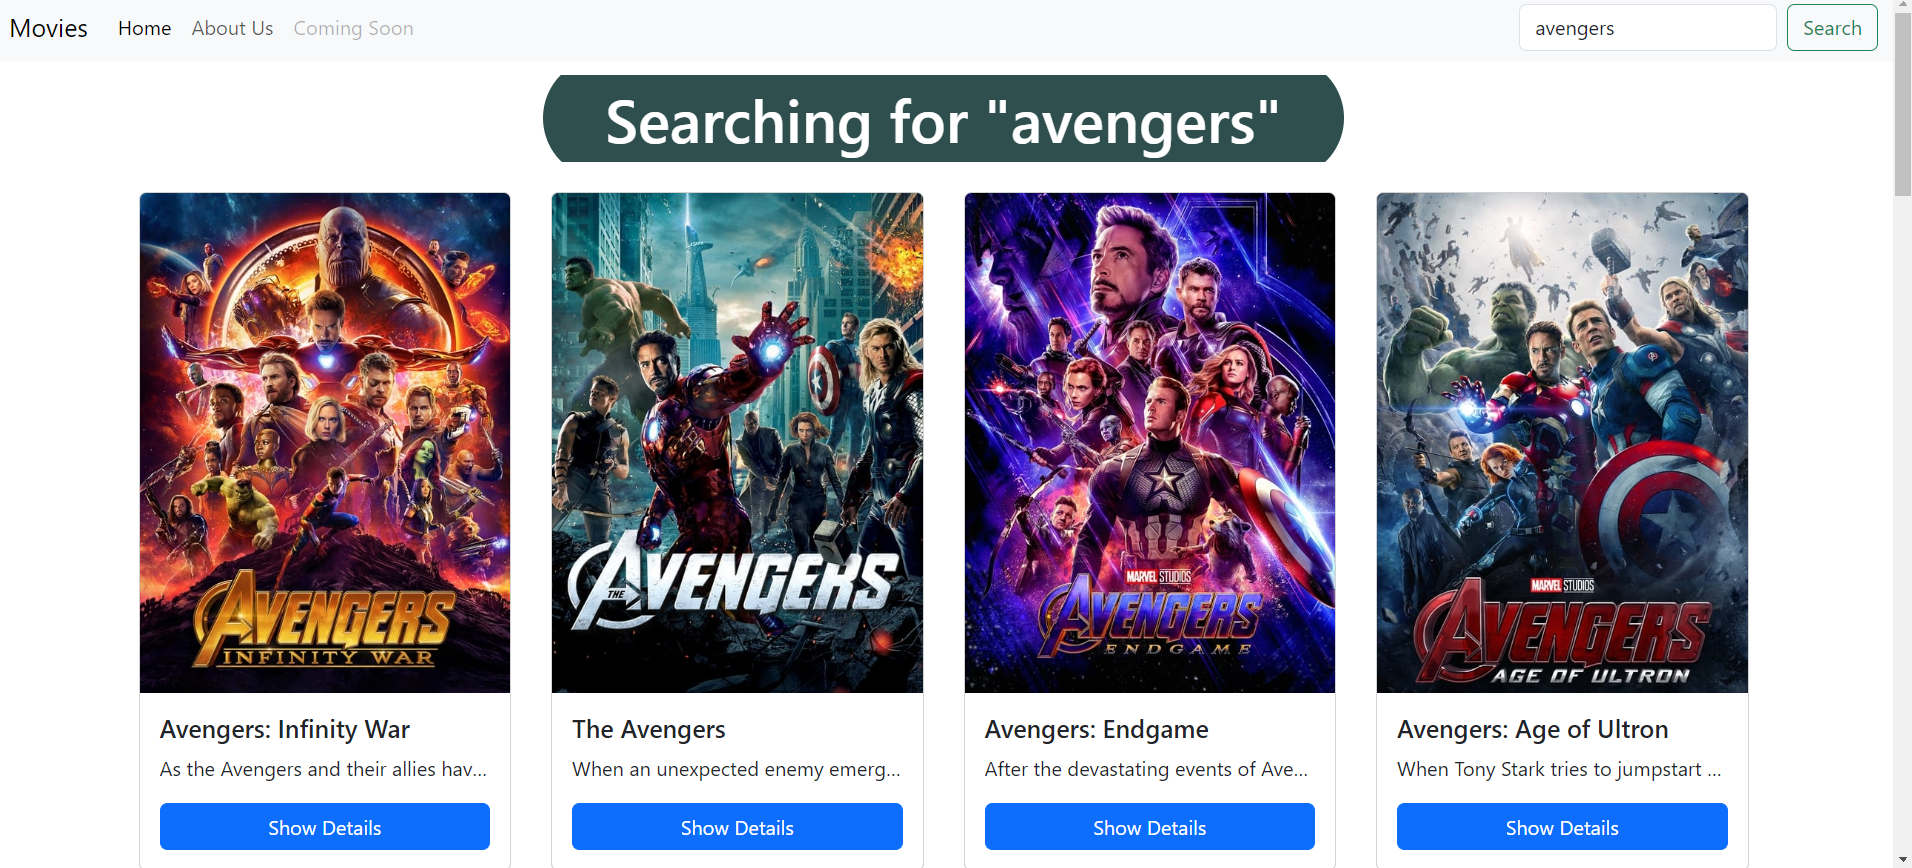 Movies Home About Us Coming Soon avengers Search
Searching for "avengers"
AVENGERS
INFINITY WAR
THE AVENGERS
MARVEL STUDIOS
AVENGERS
ENDGAME
MARVEL STUDIOS
AVENGERS
AGE OF ULTRON
Avengers: Infinity War
As the Avengers and their allies hav...
Show Details
The Avengers
When an unexpected enemy emerg...
Show Details
Avengers: Endgame
After the devastating events of Ave...
Show Details
Avengers: Age of Ultron
When Tony Stark tries to jumpstart ...
Show Details